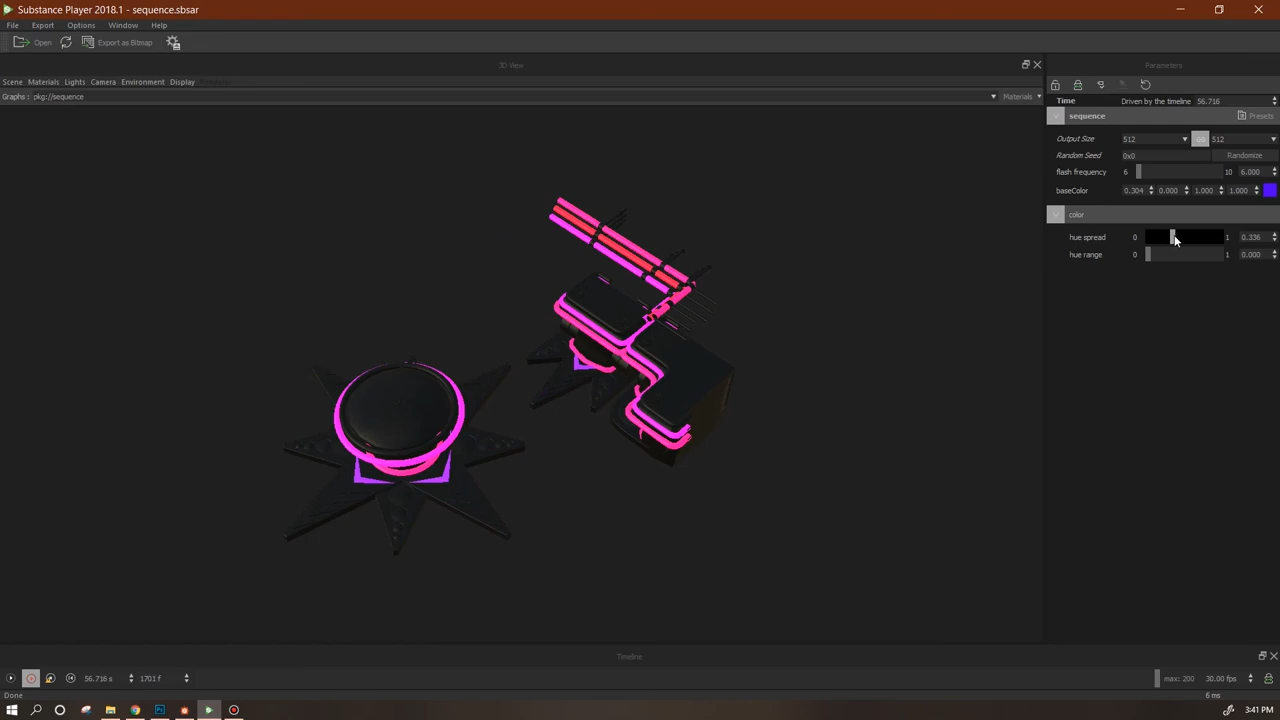 Substance Player 2018.1 - sequence.sbsar
File Export Options Window Help
Open Export as Bitmap
3D View
Parameters
Scene Materials Lights Camera Environment Display
Graphs : pkg://sequence Materials
Time Driven by the timeline 56.716
sequence Presets
Output Size 512 512
Random Seed 0x0 Randomize
flash frequency 6 10 6.000
baseColor 0.304 0.000 1.000 1.000
color
hue spread 0 1 0.336
hue range 0 1 0.000
Timeline
56.716 s 1701 f max: 200 30.00 fps
Done 6 ms
3:41 PM